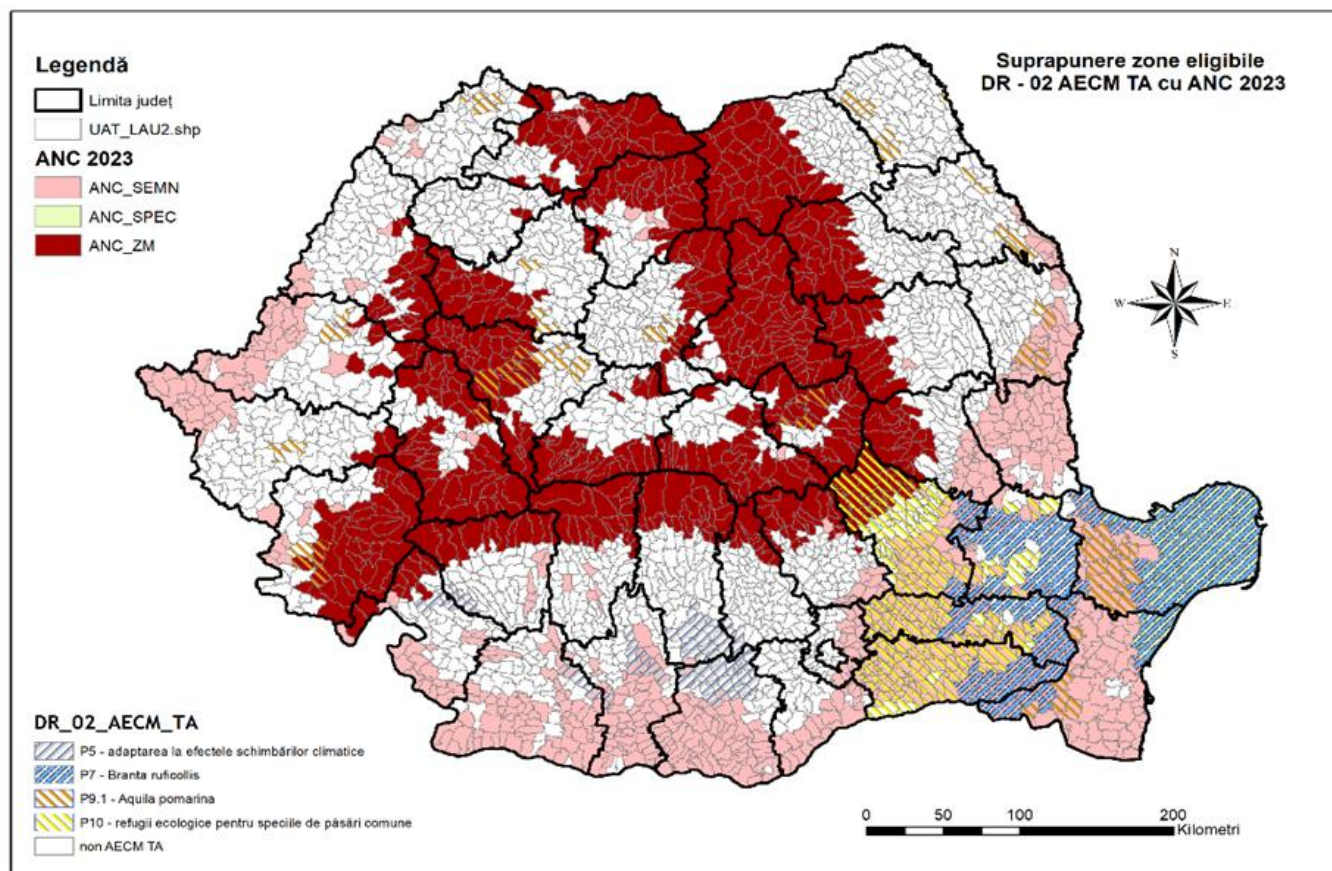 Legendă
Limita județ
UAT_LAU2.shp
ANC 2023
ANC_SEMN
ANC_SPEC
ANC_ZM
Suprapunere zone eligibile
DR - 02 AECM TA cu ANC 2023
N
W
E
S
DR_02_AECM_TA
P5 - adaptarea la efectele schimbărilor climatice
P7 - Branta ruficollis
P9.1 - Aquila pomarina
P10 - refugii ecologice pentru speciile de păsări comune
non AECM TA
0 50 100 200
Kilometri